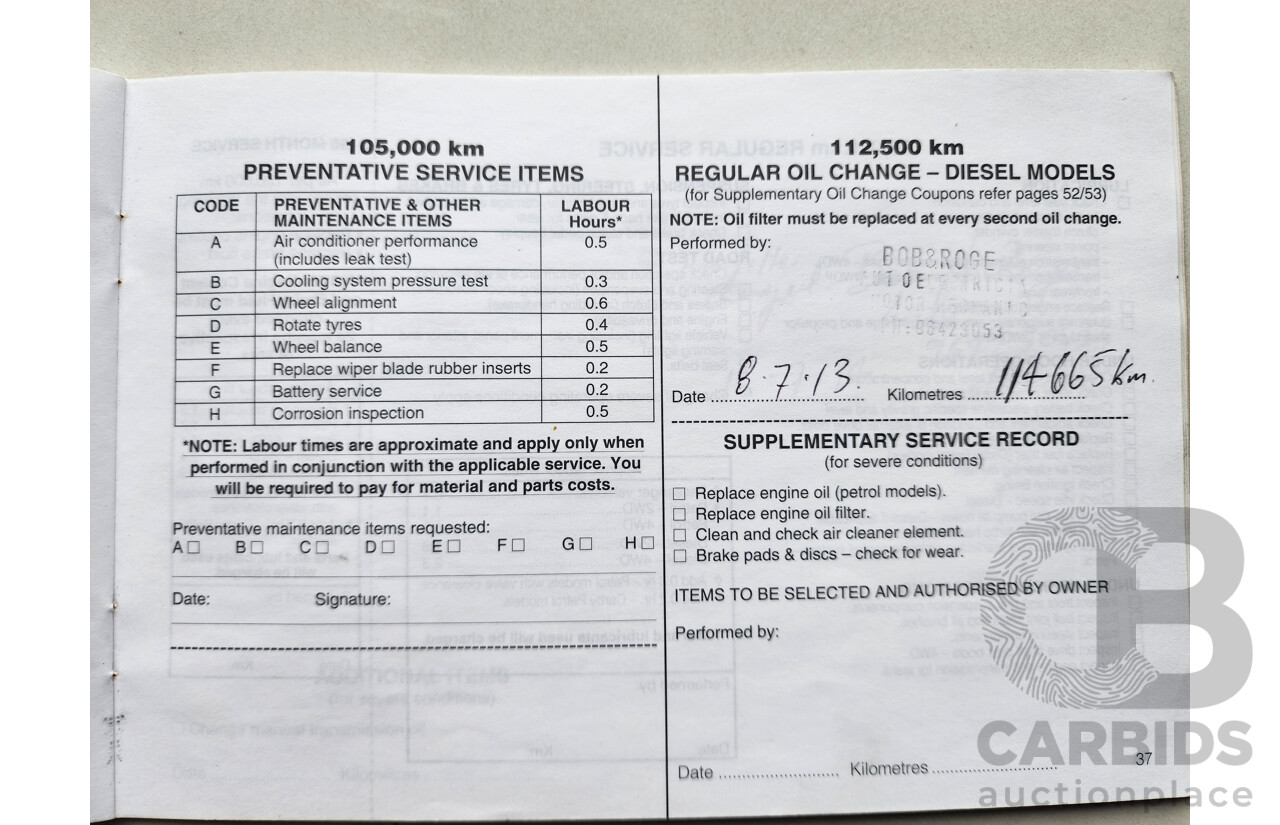 105,000 km
PREVENTATIVE SERVICE ITEMS
CODE PREVENTATIVE & OTHER MAINTENANCE ITEMS LABOUR Hours*
A Air conditioner performance (includes leak test) 0.5
B Cooling system pressure test 0.3
C Wheel alignment 0.6
D Rotate tyres 0.4
E Wheel balance 0.5
F Replace wiper blade rubber inserts 0.2
G Battery service 0.2
H Corrosion inspection 0.5
*NOTE: Labour times are approximate and apply only when
performed in conjunction with the applicable service. You
will be required to pay for material and parts costs.
Preventative maintenance items requested:
A☐ B☐ C☐ D☐ E☐ F☐ G☐ H☐
Date: Signature:
112,500 km
REGULAR OIL CHANGE – DIESEL MODELS
(for Supplementary Oil Change Coupons refer pages 52/53)
NOTE: Oil filter must be replaced at every second oil change.
Performed by:
BOB&ROGE
Date 8.7.13. Kilometres 114665km.
SUPPLEMENTARY SERVICE RECORD
(for severe conditions)
☐ Replace engine oil (petrol models).
☐ Replace engine oil filter.
☐ Clean and check air cleaner element.
☐ Brake pads & discs – check for wear.
ITEMS TO BE SELECTED AND AUTHORISED BY OWNER
Performed by:
Date Kilometres
37
CARBIDS
auctionplace